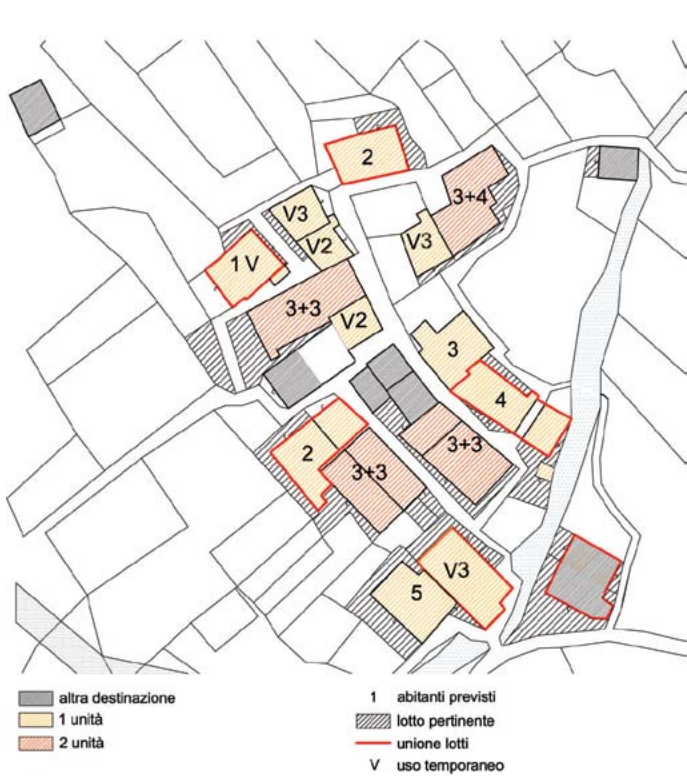 2
3+4
V3
V2
V3
1 V
3+3
V2
3
4
3+3
2
3+3
V3
5
altra destinazione
1 unità
2 unità
1 abitanti previsti
lotto pertinente
unione lotti
V uso temporaneo